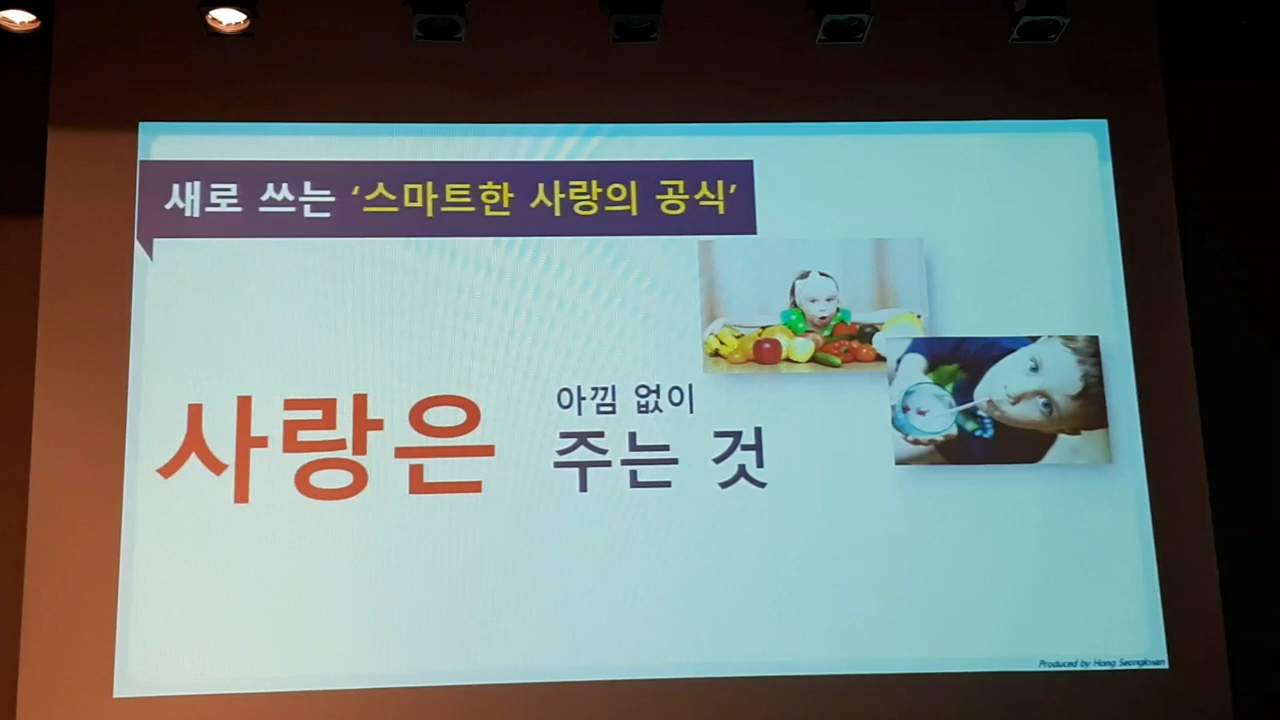 새로 쓰는 ‘스마트한 사랑의 공식’
아낌 없이
사랑은 주는 것
Produced by Hong